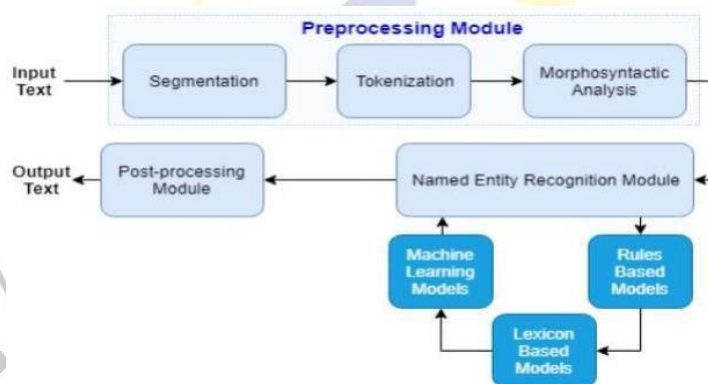 Preprocessing Module
Input
Text
Segmentation
Tokenization
Morphosyntactic
Analysis
Output
Text
Post-processing
Module
Named Entity Recognition Module
Machine
Learning
Models
Rules
Based
Models
Lexicon
Based
Models